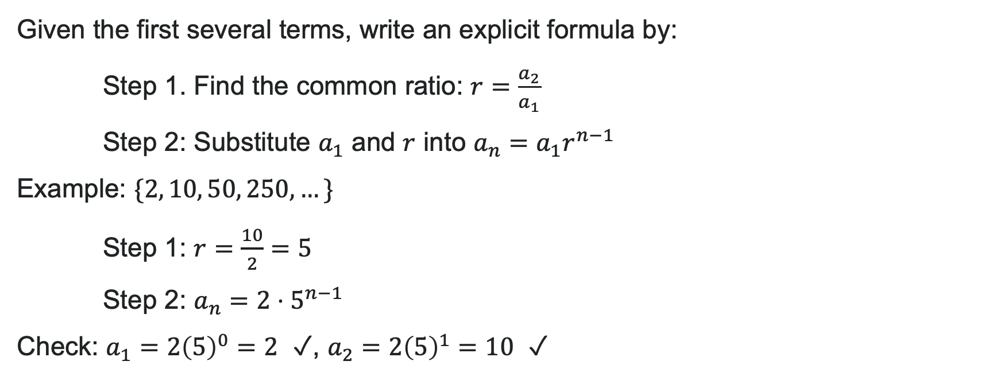 Given the first several terms, write an explicit formula by:
Step 1. Find the common ratio: $r = \frac{a_2}{a_1}$
Step 2: Substitute $a_1$ and $r$ into $a_n = a_1 r^{n-1}$
Example: $\{2, 10, 50, 250, \ldots\}$
Step 1: $r = \frac{10}{2} = 5$
Step 2: $a_n = 2 \cdot 5^{n-1}$
Check: $a_1 = 2(5)^0 = 2$ ✓, $a_2 = 2(5)^1 = 10$ ✓